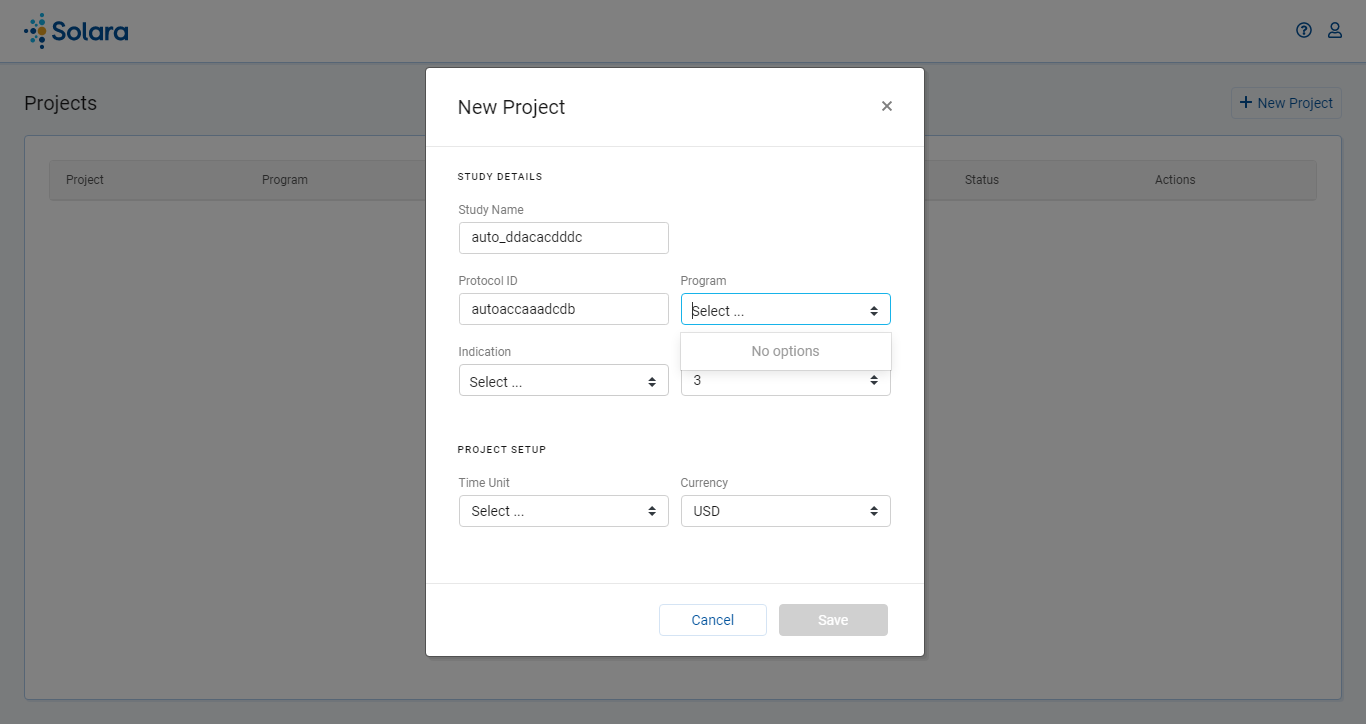 Solara
Projects
New Project
Project Program Status Actions
New Project
×
STUDY DETAILS
Study Name
auto_ddacacdddc
Protocol ID Program
autoaccaaadcdb Select ...
No options
Indication
Select ... 3
PROJECT SETUP
Time Unit Currency
Select ... USD
Cancel Save